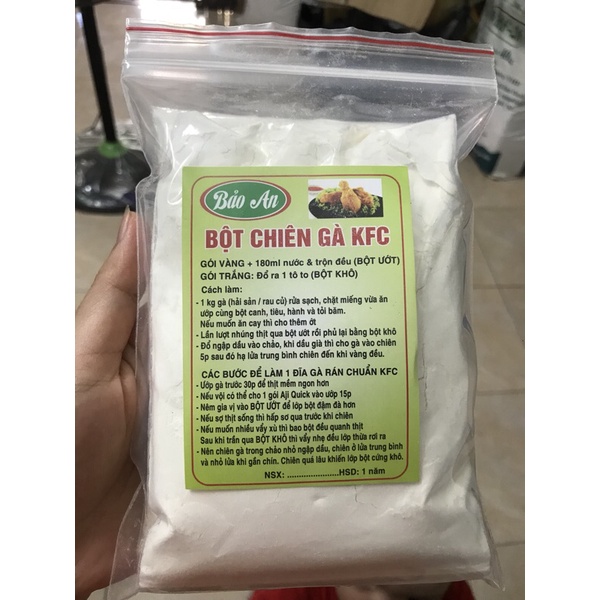 Bảo An
BỘT CHIÊN GÀ KFC
GÓI VÀNG + 180ml nước & trộn đều (BỘT ƯỚT)
GÓI TRẮNG: Đổ ra 1 tô to (BỘT KHÔ)
Cách làm:
- 1 kg gà (hải sản / rau củ) rửa sạch, chặt miếng vừa ăn
ướp cùng bột canh, tiêu, hành và tỏi băm.
Nếu muốn ăn cay thì cho thêm ớt
- Lần lượt nhúng thịt qua bột ướt rồi phủ lại bằng bột khô
- Đổ ngập dầu vào chảo, khi dầu già thì cho gà vào chiên
5p sau đó hạ lửa trung bình chiên đến khi vàng đều.
CÁC BƯỚC ĐỂ LÀM 1 ĐĨA GÀ RÁN CHUẨN KFC
- Ướp gà trước 30p để thịt mềm ngon hơn
- Nếu vội có thể cho 1 gói Aji Quick vào ướp 15p
- Nêm gia vị vào BỘT ƯỚT để lớp bột đậm đà hơn
- Nếu sợ thịt sống thì hấp sơ qua trước khi chiên
- Nếu muốn nhiều vẩy xù thì bao bột đều quanh thịt
Sau khi trần qua BỘT KHÔ thì vẩy nhẹ đều lớp thừa rơi ra
- Nên chiên gà trong chảo nhỏ ngập dầu, chiên ở lửa trung bình
và nhỏ lửa khi gần chín. Chiên quá lâu khiến lớp bột cứng khô.
NSX: ......................HSD: 1 năm